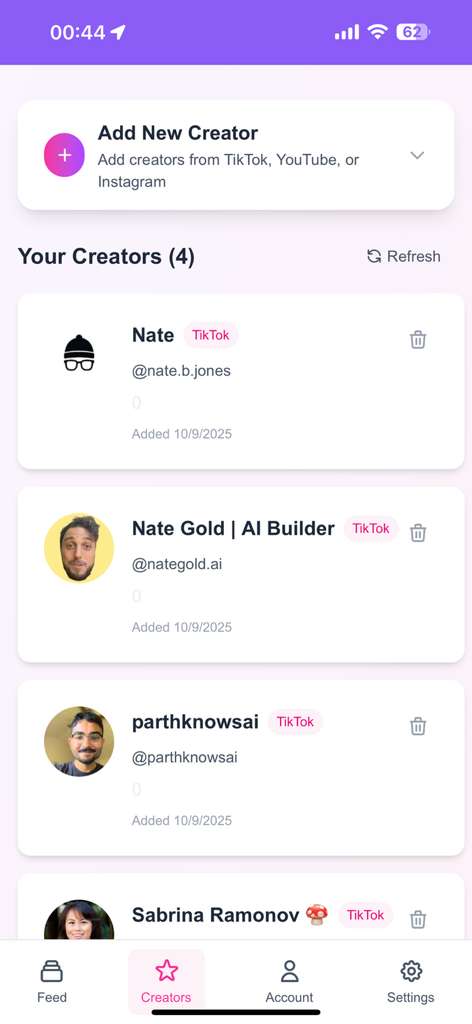 00:44
62
Add New Creator
Add creators from TikTok, YouTube, or
Instagram
Your Creators (4)
Refresh
Nate TikTok
@nate.b.jones
0
Added 10/9/2025
Nate Gold | AI Builder TikTok
@nategold.ai
0
Added 10/9/2025
parthknowsai TikTok
@parthknowsai
0
Added 10/9/2025
Sabrina Ramonov 🍄 TikTok
Feed
Creators
Account
Settings